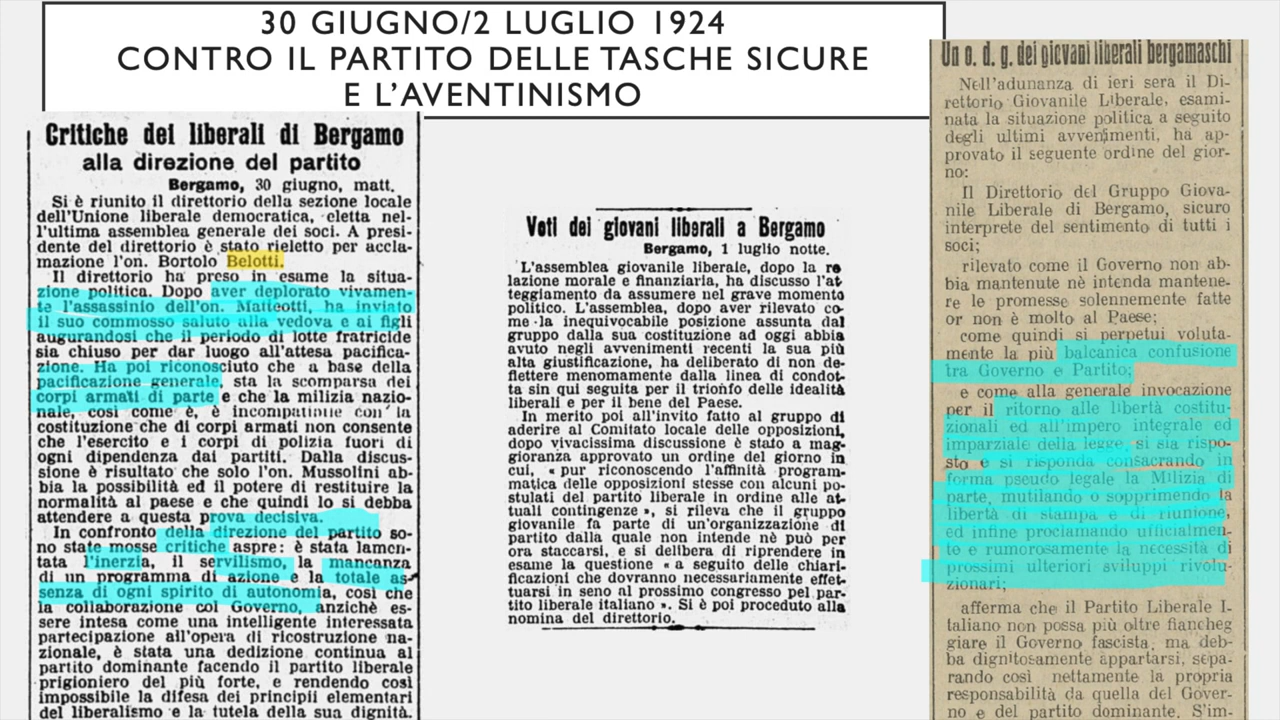 30 GIUGNO/2 LUGLIO 1924
CONTRO IL PARTITO DELLE TASCHE SICURE
E L'AVENTINISMO
Critiche dei liberali di Bergamo
alla direzione del partito
Bergamo, 30 giugno, matt.
Si è riunito il direttorio della sezione locale
dell'Unione liberale democratica, eletta nel-
l'ultima assemblea generale dei soci. A presi-
dente del direttorio è stato rieletto per accla-
mazione l'on. Bortolo Belotti.
Il direttorio ha preso in esame la situa-
zione politica. Dopo aver deplorato vivamen-
te l'assassinio dell'on. Matteotti, ha inviato
il suo commosso saluto alla vedova e ai figli
augurandosi che il periodo di lotte fratricide
sia chiuso per dar luogo all'attesa pacifica-
zione. Ha poi riconosciuto che a base della
pacificazione generale, sta la scomparsa dei
corpi armati di parte e che la milizia nazio-
nale, così come è, è incompatibile con la
costituzione che di corpi armati non consente
che l'esercito e i corpi di polizia fuori di
ogni dipendenza dai partiti. Dalla discus-
sione è risultato che solo l'on. Mussolini ab-
bia la possibilità ed il potere di restituire la
normalità al paese e che quindi lo si debba
attendere a questa prova decisiva.
In confronto della direzione del partito so-
no state mosse critiche aspre: è stata lamen-
tata l'inerzia, il servilismo, la mancanza
di un programma di azione e la totale as-
senza di ogni spirito di autonomia, così che
la collaborazione col Governo, anzichè es-
sere intesa come una intelligente interessata
partecipazione all'opera di ricostruzione na-
zionale, è stata una dedizione continua al
partito dominante facendo il partito liberale
prigioniero del più forte, e rendendo così
impossibile la difesa dei principii elementari
del liberalismo e la tutela della sua dignità.
Voti dei giovani liberali a Bergamo
Bergamo, 1 luglio notte.
L'assemblea giovanile liberale, dopo la re
lazione morale e finanziaria, ha discusso l'at
teggiamento da assumere nel grave momento
politico. L'assemblea, dopo aver rilevato co-
me la inequivocabile posizione assunta dal
gruppo dalla sua costituzione ad oggi abbia
avuto negli avvenimenti recenti la sua più
alta giustificazione, ha deliberato di non de-
flettere menomamente dalla linea di condot-
ta sin qui seguita per il trionfo delle idealità
liberali e per il bene del Paese.
In merito poi all'invito fatto al gruppo di
aderire al Comitato locale delle opposizioni,
dopo vivacissima discussione è stato a mag-
gioranza approvato un ordine del giorno in
cui, « pur riconoscendo l'affinità program-
matica delle opposizioni stesse con alcuni po-
stulati del partito liberale in ordine alle at-
tuali contingenze », si rileva che il gruppo
giovanile fa parte di un'organizzazione di
partito dalla quale non intende nè può per
ora staccarsi, e si delibera di riprendere in
esame la questione « a seguito delle chiari-
ficazioni che dovranno necessariamente effet-
tuarsi in seno al prossimo congresso pel par-
tito liberale italiano ». Si è poi proceduto alla
nomina del direttorio.
Un o. d. g. dei giovani liberali bergamaschi
Nell'adunanza di ieri sera il Di-
rettorio Giovanile Liberale, esami-
nata la situazione politica a seguito
degli ultimi avvenimenti, ha ap-
provato il seguente ordine del gior-
no:
Il Direttorio del Gruppo Giova-
nile Liberale di Bergamo, sicuro
interprete del sentimento di tutti i
soci;
rilevato come il Governo non ab-
bia mantenute nè intenda mantene-
re le promesse solennemente fatte
or non è molto al Paese;
come quindi si perpetui voluta-
mente la più balcanica confusione
tra Governo e Partito;
e come alla generale invocazione
per il ritorno alle libertà costitu-
zionali ed all'impero integrale ed
imparziale della legge, si sia rispo-
sto e si risponda consacrando in
forma pseudo legale la Milizia di
parte, mutilando o sopprimendo la
libertà di stampa e di riunione,
ed infine proclamando ufficialmen-
te e rumorosamente la necessità di
prossimi ulteriori sviluppi rivolu-
zionari;
afferma che il Partito Liberale I-
taliano non possa più oltre fiancheg
giare il Governo fascista, ma deb-
ba dignitosamente appartarsi, sepa-
rando così nettamente la propria
responsabilità da quella del Gover-
no e del partito dominante. S'im-